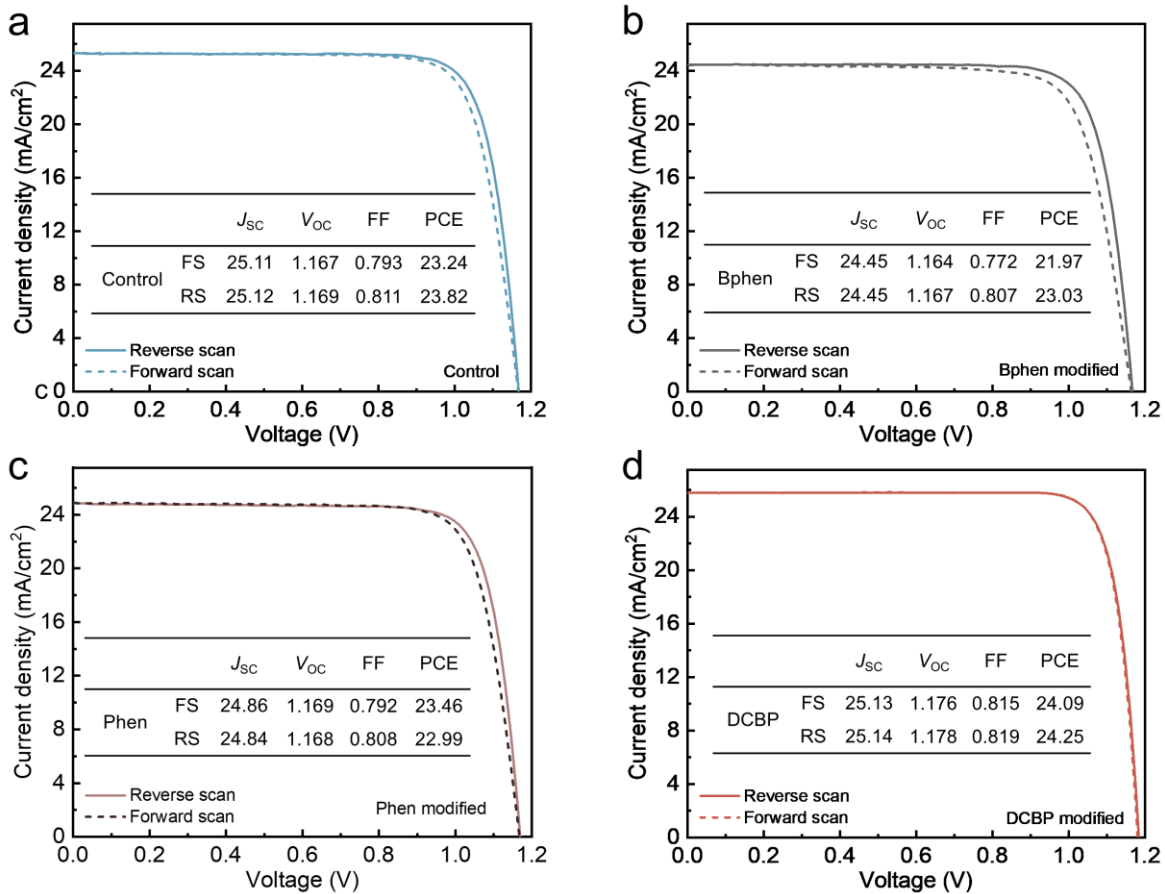 a
Current density (mA/cm²)
24
20
16
12
8
4
0
C
J_SC V_OC FF PCE
Control
FS 25.11 1.167 0.793 23.24
RS 25.12 1.169 0.811 23.82
Reverse scan
Forward scan
Control
0.0 0.2 0.4 0.6 0.8 1.0 1.2
Voltage (V)
b
Current density (mA/cm²)
24
20
16
12
8
4
0
J_SC V_OC FF PCE
Bphen
FS 24.45 1.164 0.772 21.97
RS 24.45 1.167 0.807 23.03
Reverse scan
Forward scan
Bphen modified
0.0 0.2 0.4 0.6 0.8 1.0 1.2
Voltage (V)
c
Current density (mA/cm²)
24
20
16
12
8
4
0
J_SC V_OC FF PCE
Phen
FS 24.86 1.169 0.792 23.46
RS 24.84 1.168 0.808 22.99
Reverse scan
Forward scan
Phen modified
0.0 0.2 0.4 0.6 0.8 1.0 1.2
Voltage (V)
d
Current density (mA/cm²)
24
20
16
12
8
4
0
J_SC V_OC FF PCE
DCBP
FS 25.13 1.176 0.815 24.09
RS 25.14 1.178 0.819 24.25
Reverse scan
Forward scan
DCBP modified
0.0 0.2 0.4 0.6 0.8 1.0 1.2
Voltage (V)